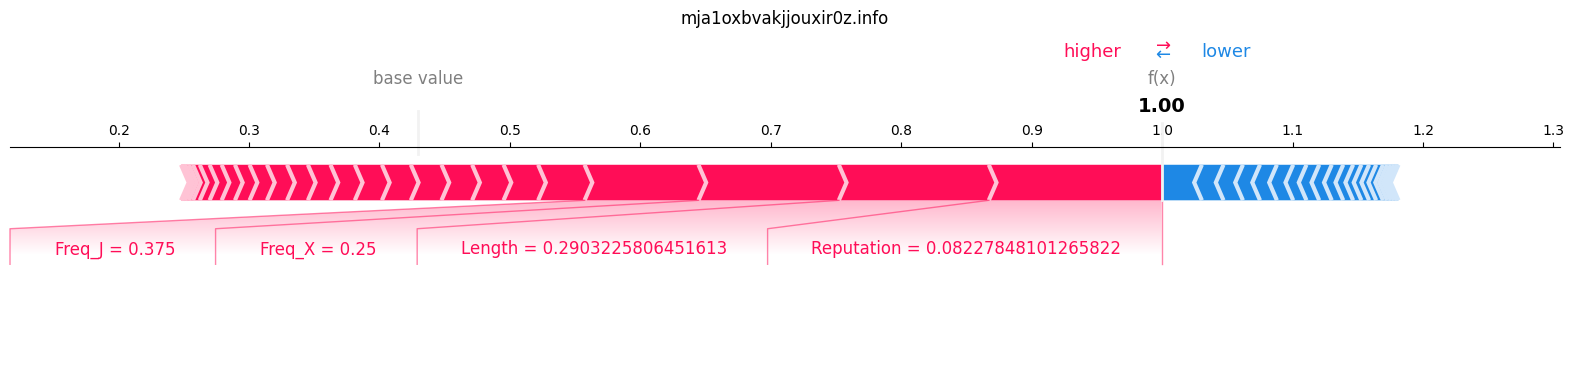 mja1oxbvakjjouxir0z.info
higher ⇄ lower
base value f(x)
1.00
0.2 0.3 0.4 0.5 0.6 0.7 0.8 0.9 1.0 1.1 1.2 1.3
Freq_J = 0.375 Freq_X = 0.25 Length = 0.2903225806451613 Reputation = 0.08227848101265822